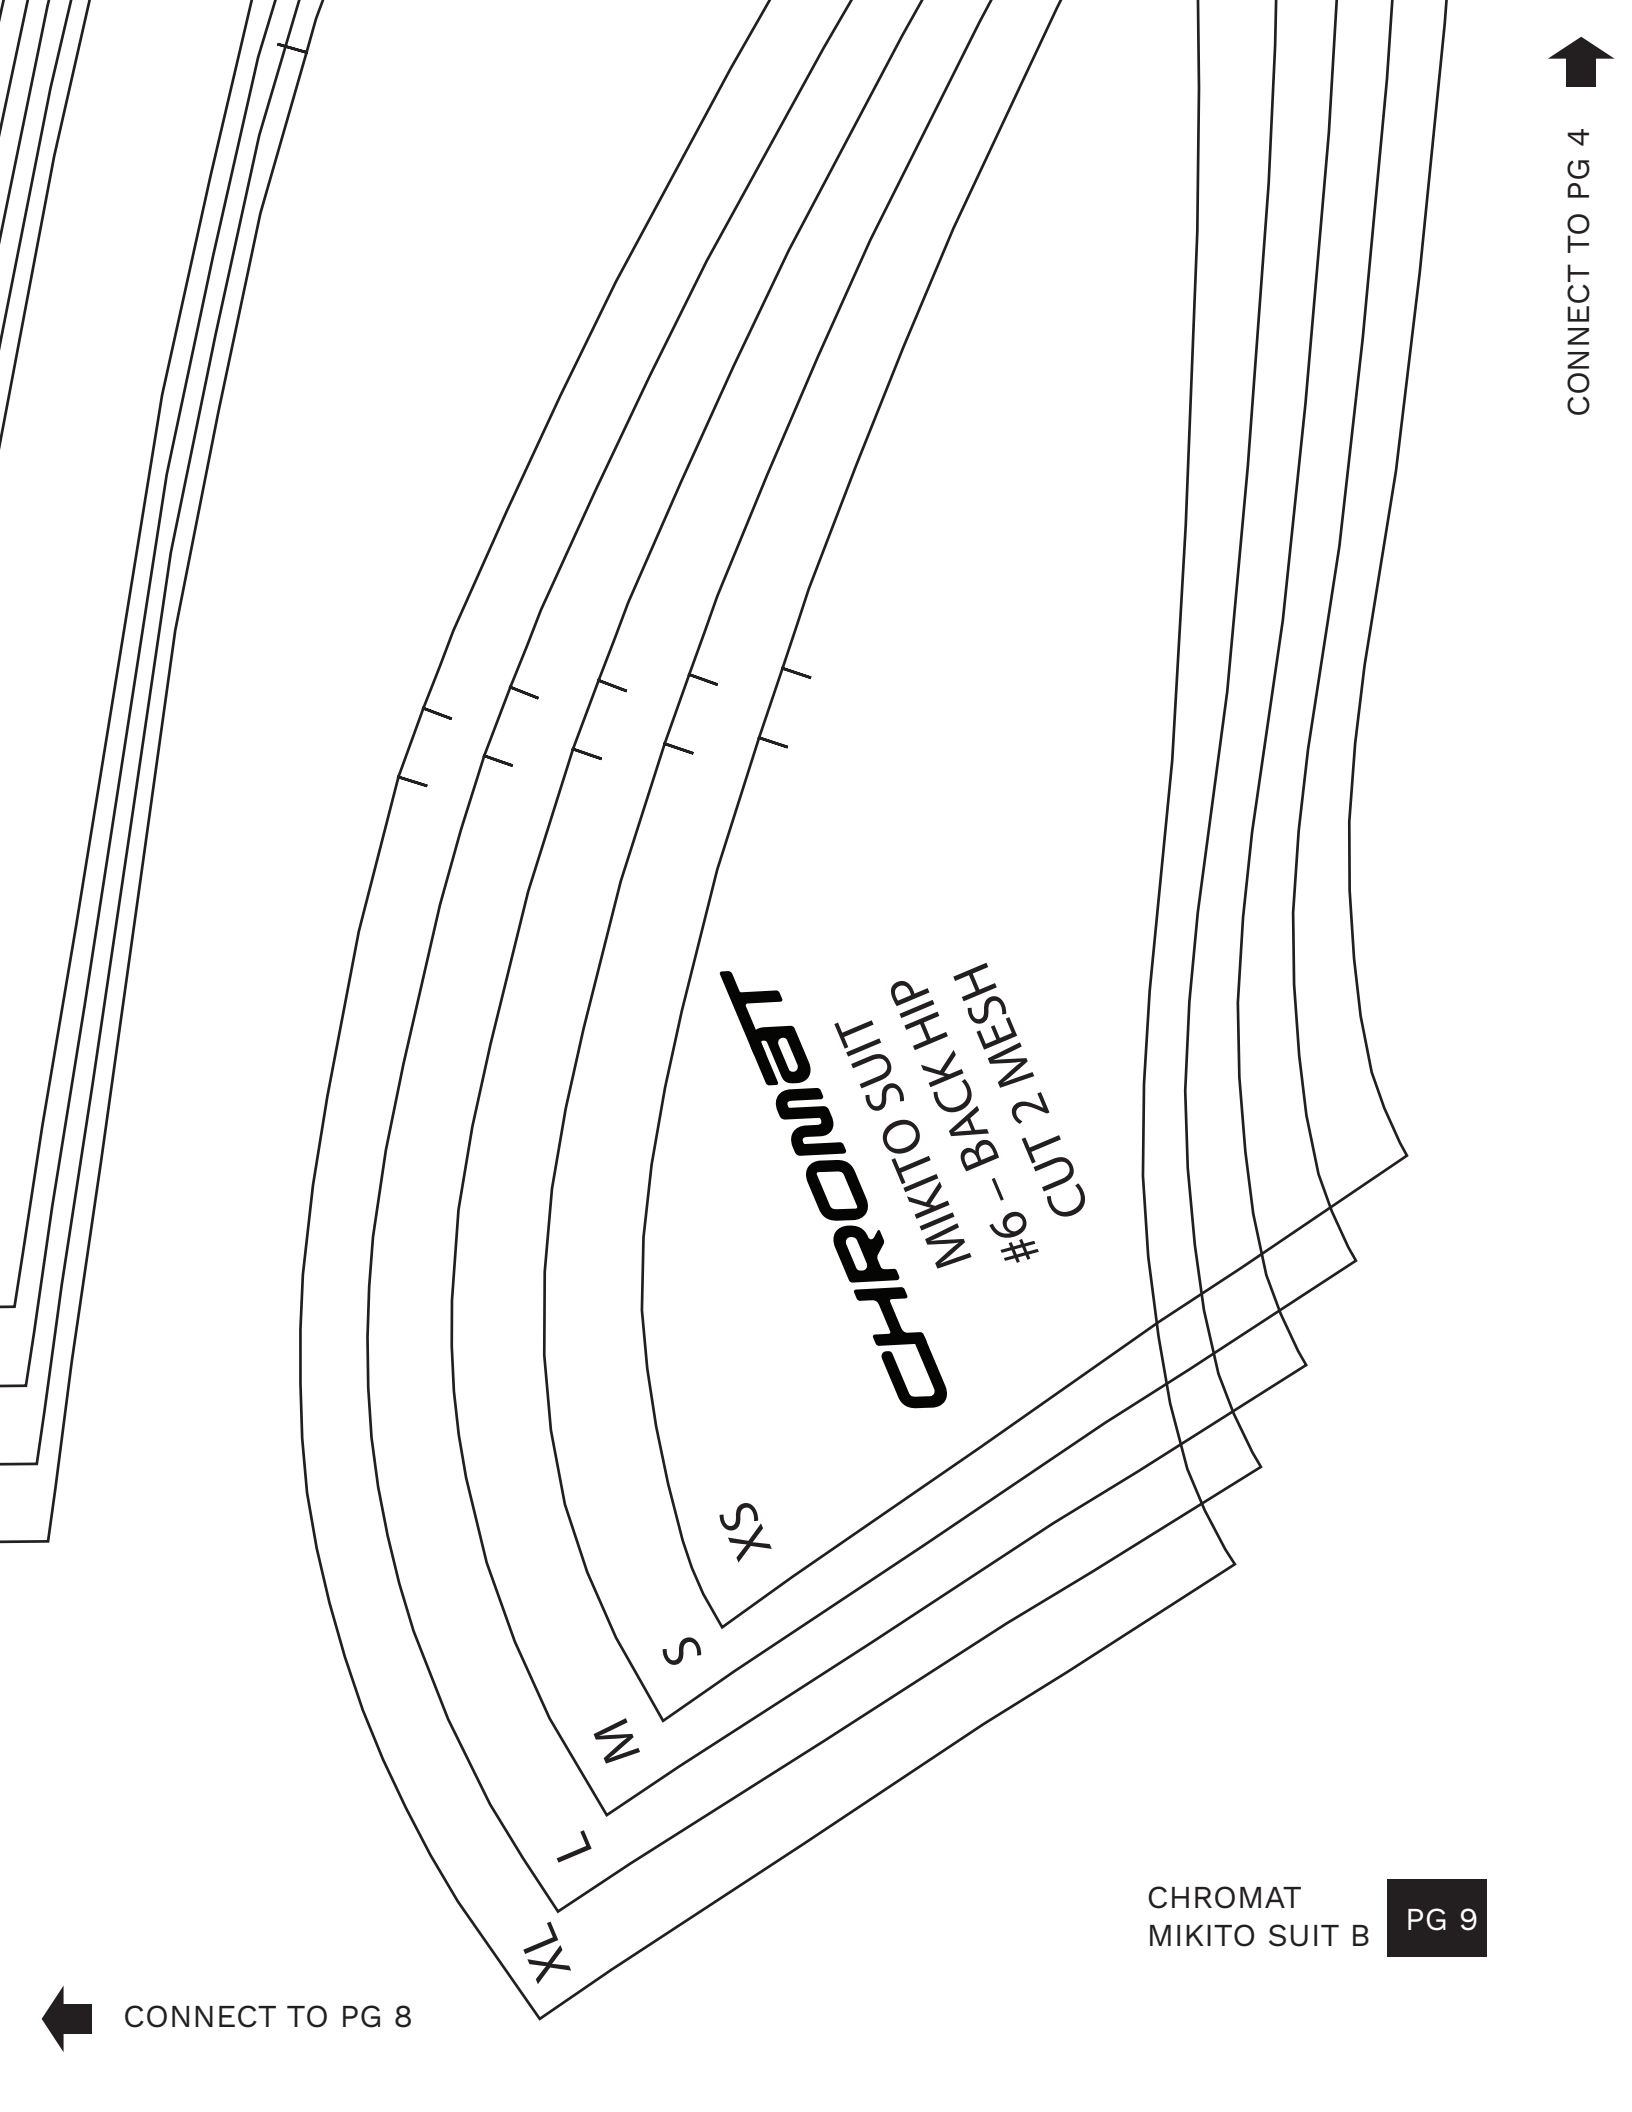 CONNECT TO PG 4
CHROMAT
MIKITO SUIT
#6 – BACK HIP
CUT 2 MESH
XS
S
M
L
XL
CHROMAT
MIKITO SUIT B
PG 9
CONNECT TO PG 8